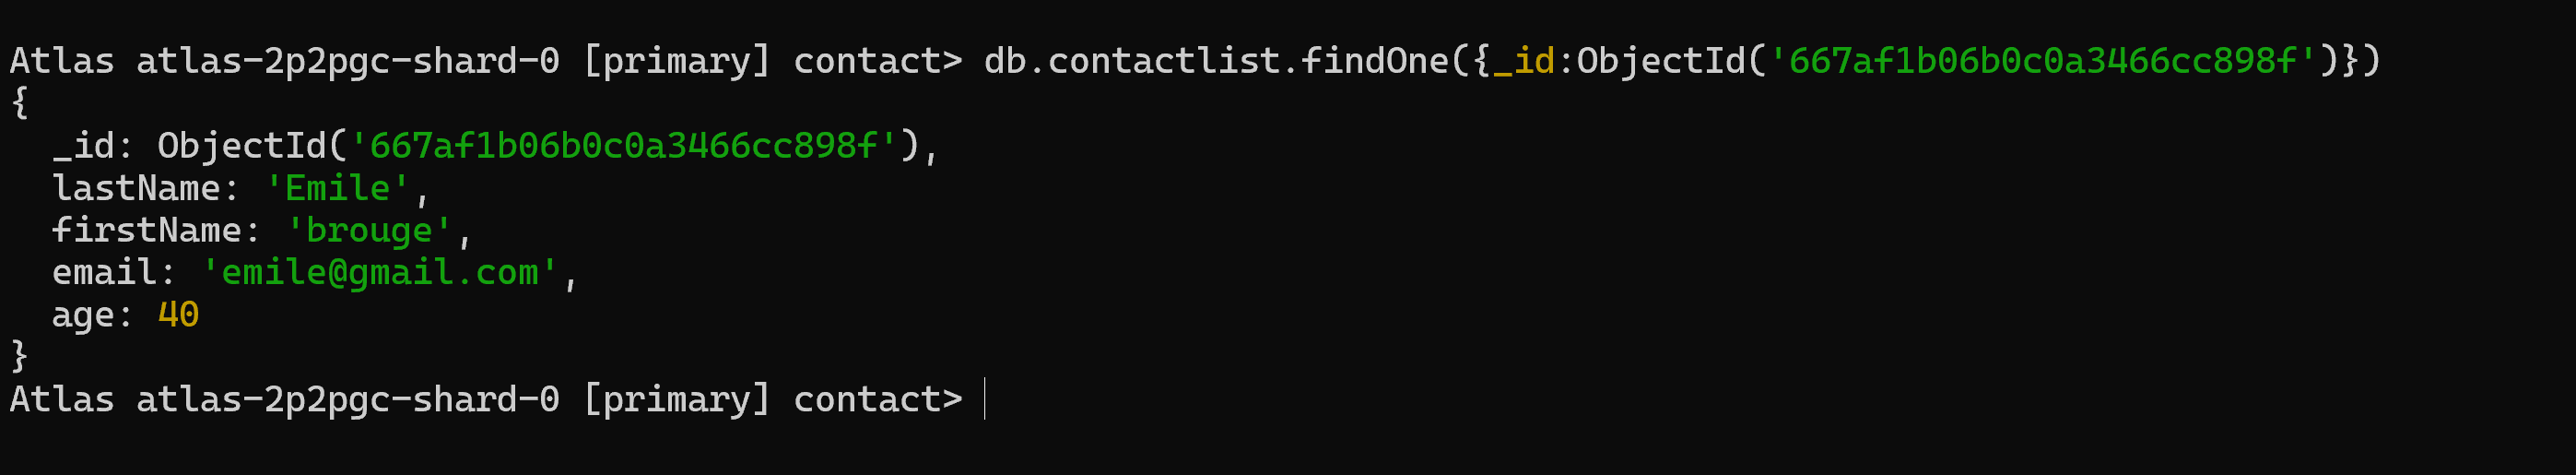 Atlas atlas-2p2pgc-shard-0 [primary] contact> db.contactlist.findOne({_id:ObjectId('667af1b06b0c0a3466cc898f')})
{
  _id: ObjectId('667af1b06b0c0a3466cc898f'),
  lastName: 'Emile',
  firstName: 'brouge',
  email: 'emile@gmail.com',
  age: 40
}
Atlas atlas-2p2pgc-shard-0 [primary] contact>